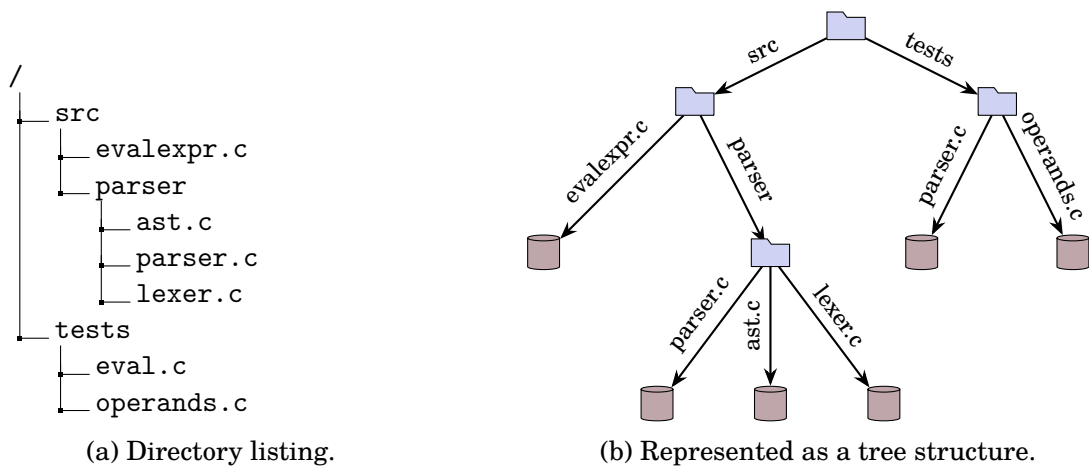 /
src
evalexpr.c
parser
ast.c
parser.c
lexer.c
tests
eval.c
operands.c
(a) Directory listing.
src
tests
evalexpr.c
parser
parser.c
operands.c
parser.c
ast.c
lexer.c
(b) Represented as a tree structure.